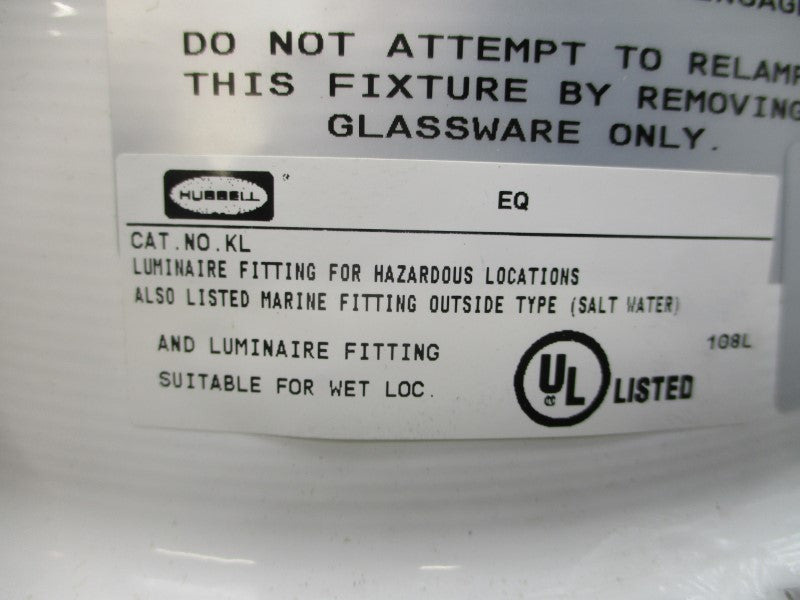 DO NOT ATTEMPT TO RELAMP
THIS FIXTURE BY REMOVING
GLASSWARE ONLY.
HUBBELL ® EQ
CAT.NO.KL
LUMINAIRE FITTING FOR HAZARDOUS LOCATIONS
ALSO LISTED MARINE FITTING OUTSIDE TYPE (SALT WATER)
AND LUMINAIRE FITTING 108L
SUITABLE FOR WET LOC. UL ® LISTED